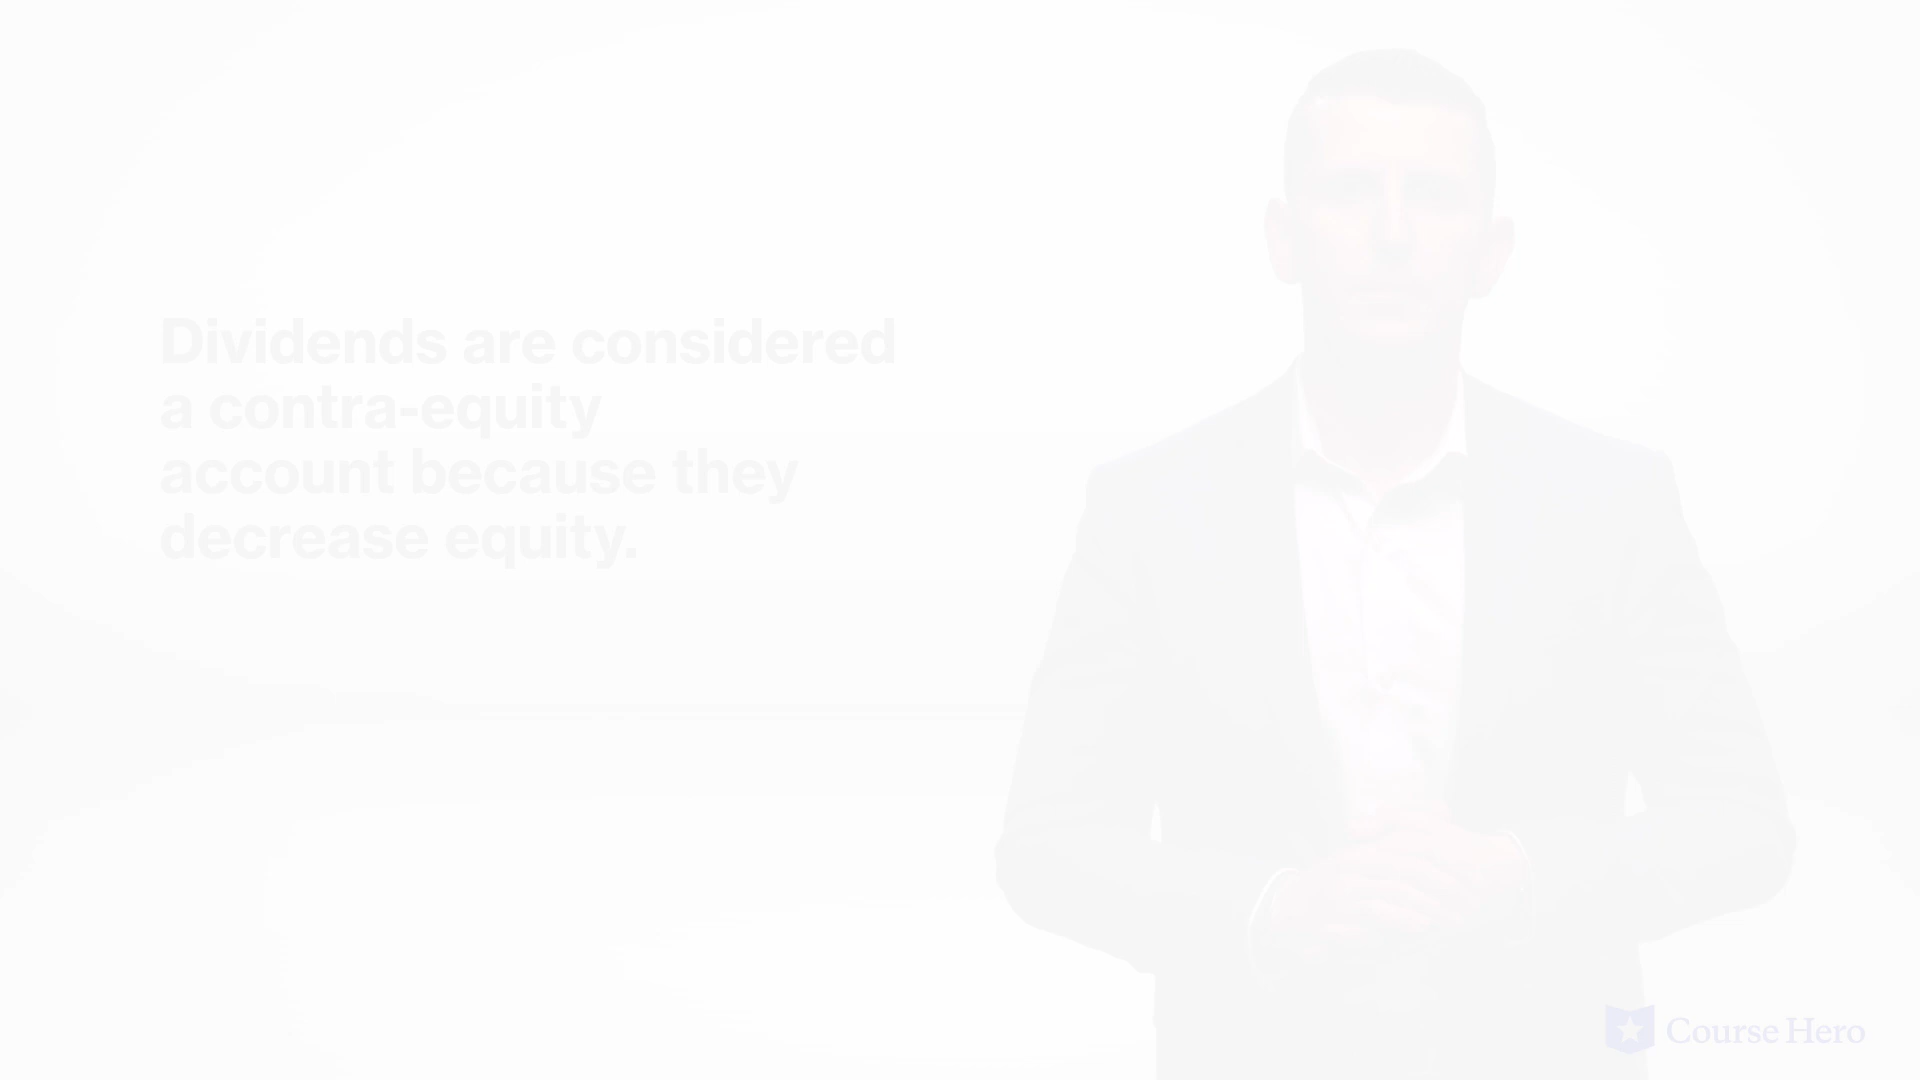 Dividends are considered
a contra-equity
account because they
decrease equity.
Course Hero